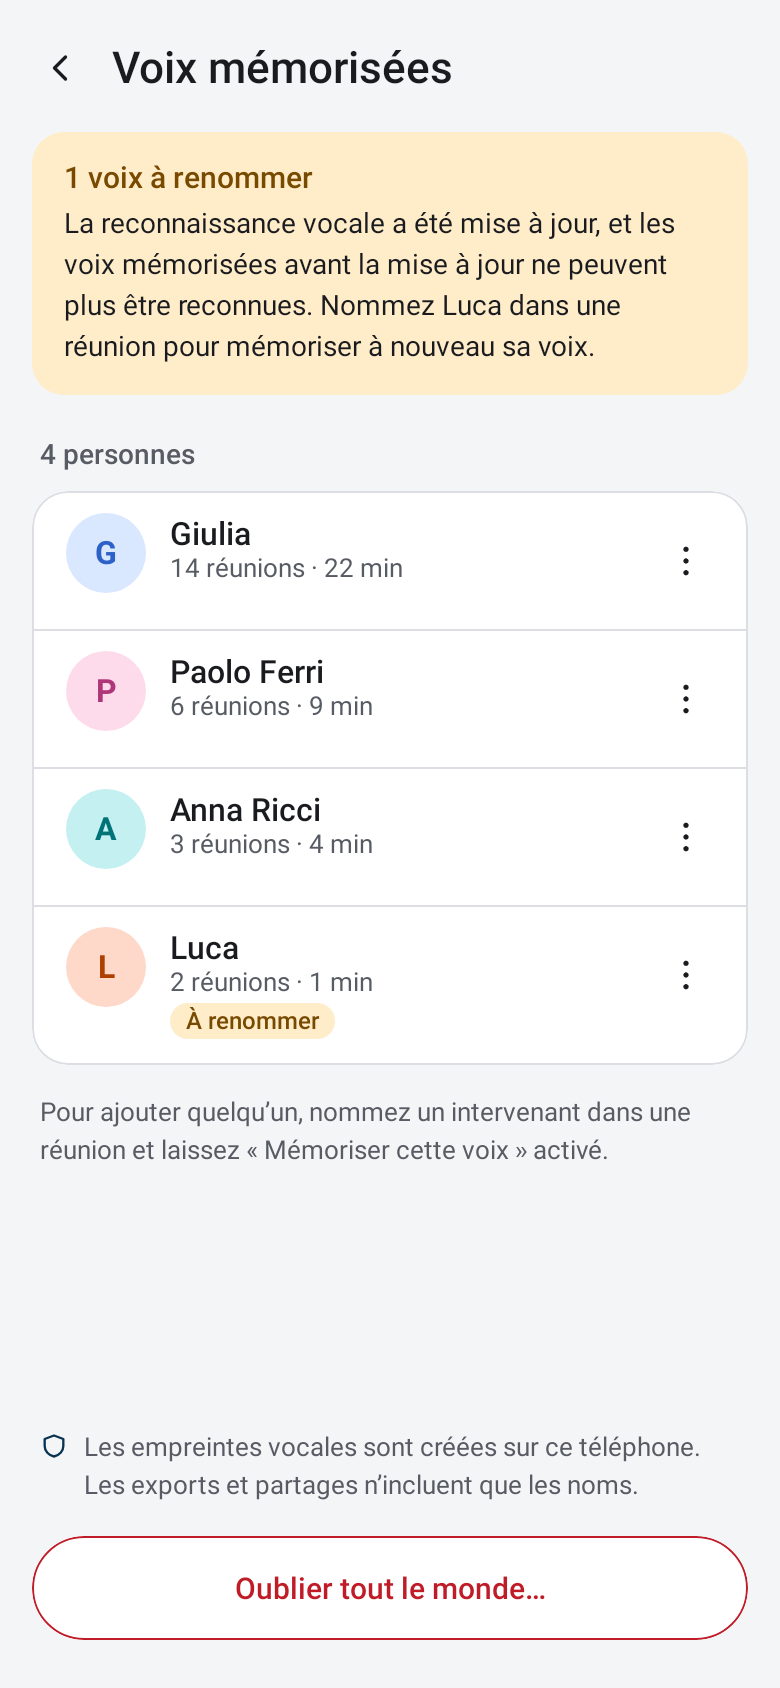 Voix mémorisées
1 voix à renommer
La reconnaissance vocale a été mise à jour, et les
voix mémorisées avant la mise à jour ne peuvent
plus être reconnues. Nommez Luca dans une
réunion pour mémoriser à nouveau sa voix.
4 personnes
G
Giulia
14 réunions · 22 min
P
Paolo Ferri
6 réunions · 9 min
A
Anna Ricci
3 réunions · 4 min
L
Luca
2 réunions · 1 min
À renommer
Pour ajouter quelqu’un, nommez un intervenant dans une
réunion et laissez « Mémoriser cette voix » activé.
Les empreintes vocales sont créées sur ce téléphone.
Les exports et partages n’incluent que les noms.
Oublier tout le monde…